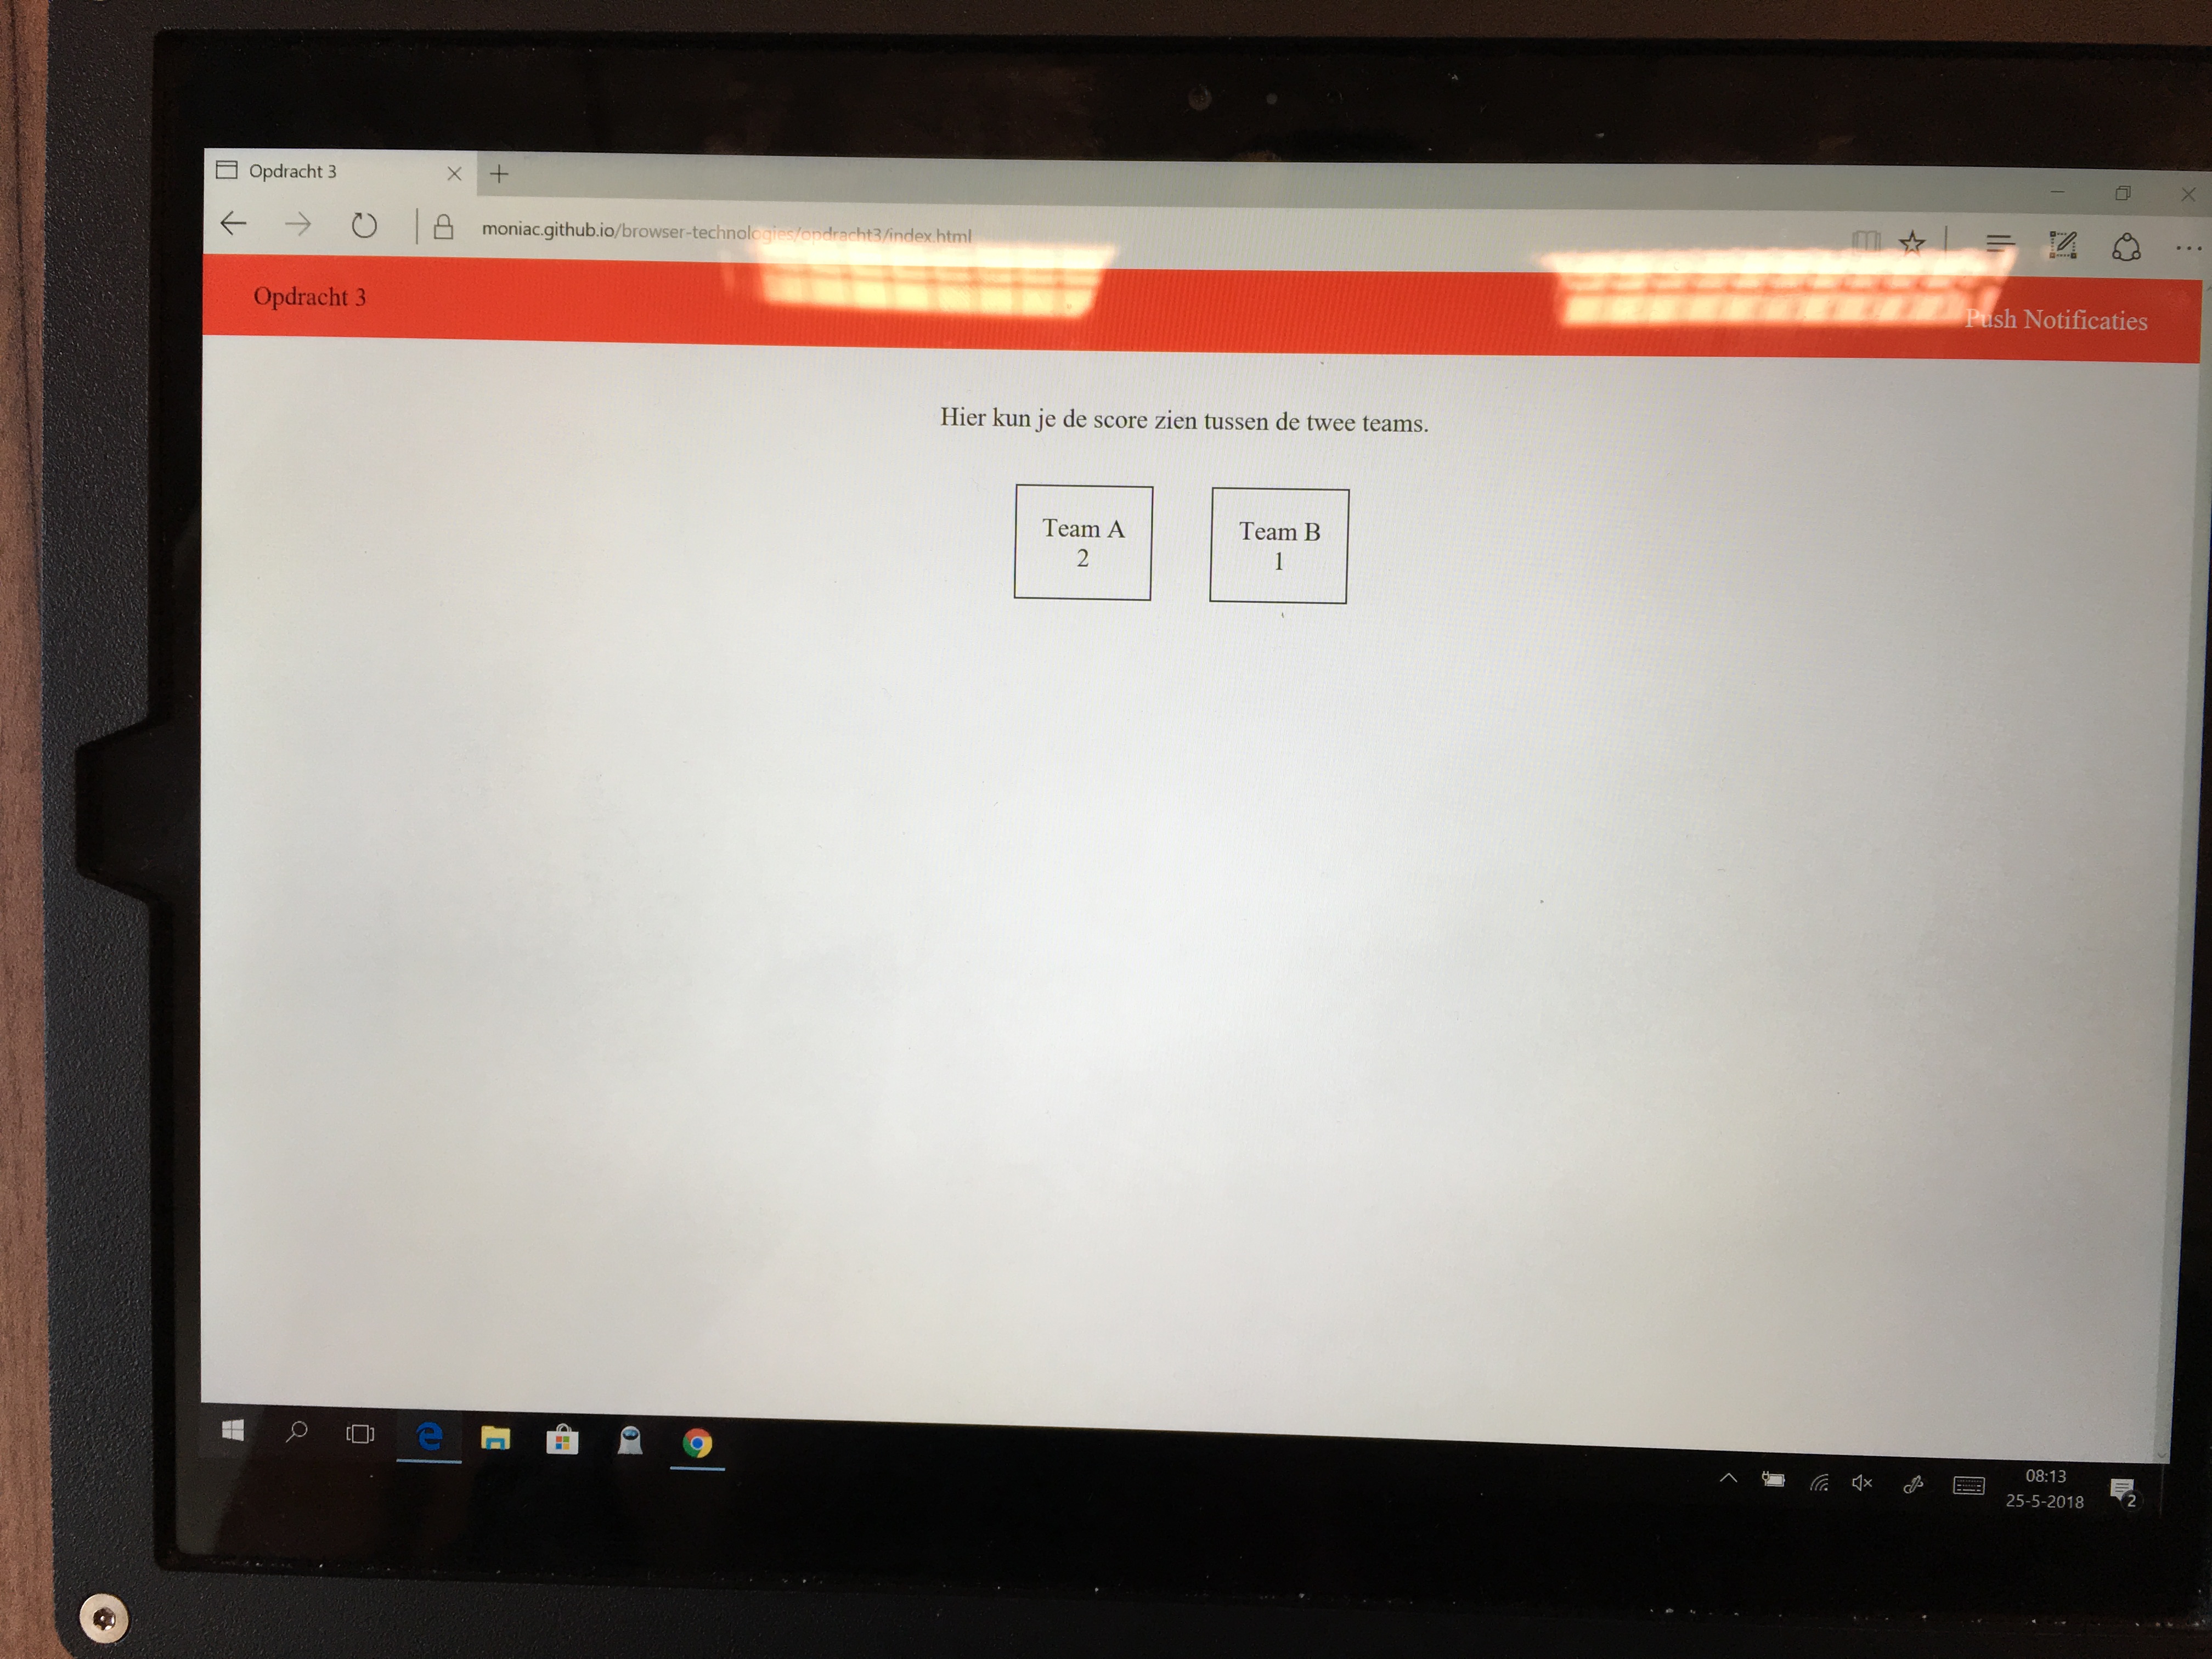 Opdracht 3
moniac.github.io/browser-technologies/opdracht3/index.html
Opdracht 3
Push Notificaties
Hier kun je de score zien tussen de twee teams.
Team A
2
Team B
1
08:13
25-5-2018
2